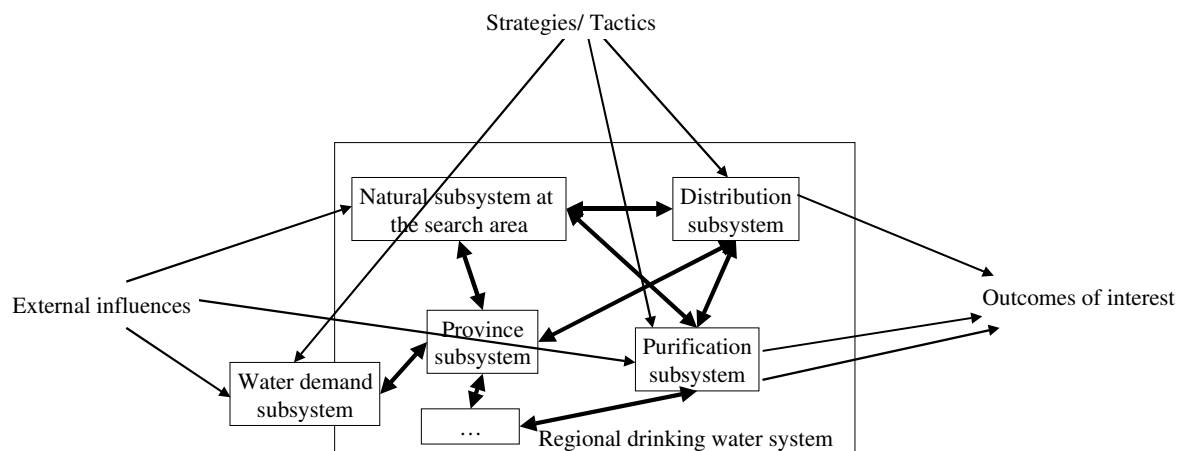 Strategies/ Tactics
Natural subsystem at
the search area
Distribution
subsystem
External influences
Outcomes of interest
Province
subsystem
Purification
subsystem
Water demand
subsystem
…
Regional drinking water system